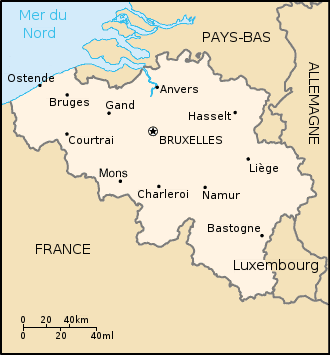 Mer du
Nord
PAYS-BAS
ALLEMAGNE
Ostende
Bruges
Gand
Anvers
Hasselt
Courtrai
BRUXELLES
Liège
Mons
Charleroi
Namur
Bastogne
FRANCE
Luxembourg
0 20 40km
0 20 40ml